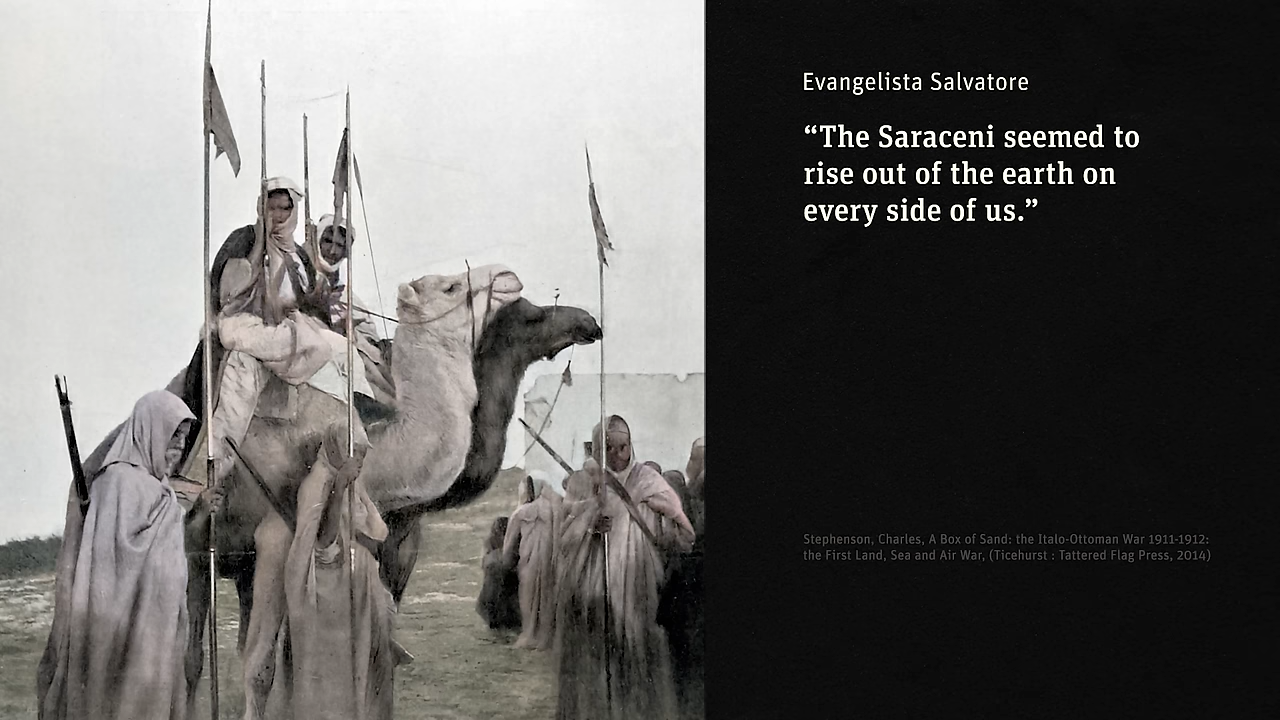 Evangelista Salvatore
“The Saraceni seemed to
rise out of the earth on
every side of us.”
Stephenson, Charles, A Box of Sand: the Italo-Ottoman War 1911-1912:
the First Land, Sea and Air War, (Ticehurst : Tattered Flag Press, 2014)